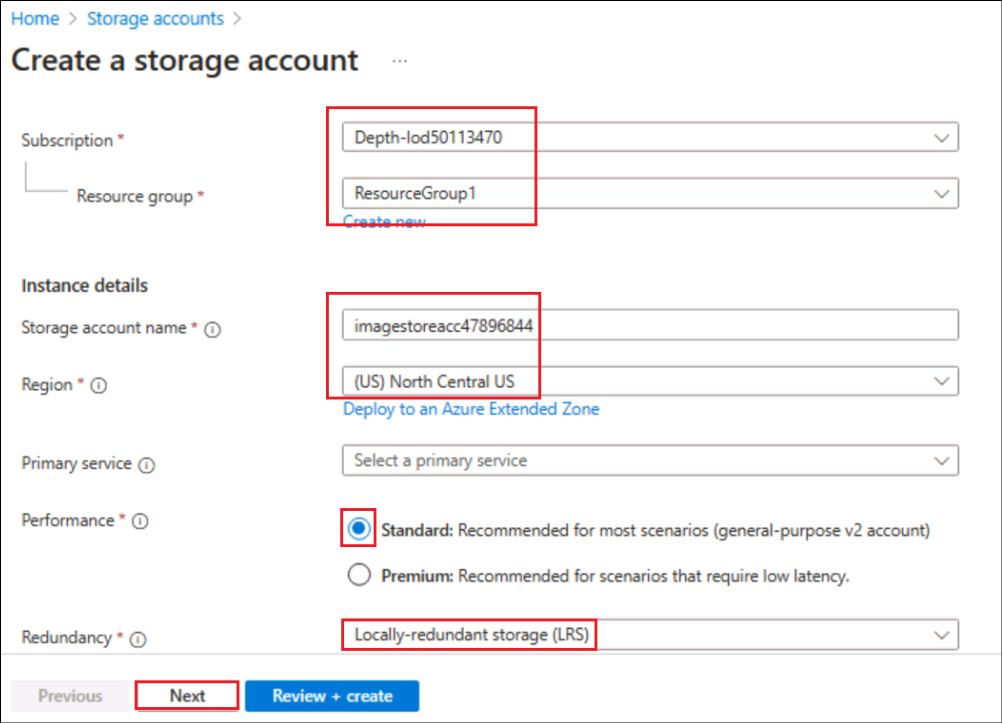 Home > Storage accounts >
Create a storage account ...
Subscription * Depth-lod50113470
Resource group * ResourceGroup1
Create new
Instance details
Storage account name * imagestoreacc47896844
Region * (US) North Central US
Deploy to an Azure Extended Zone
Primary service Select a primary service
Performance * Standard: Recommended for most scenarios (general-purpose v2 account)
Premium: Recommended for scenarios that require low latency.
Redundancy * Locally-redundant storage (LRS)
Previous Next Review + create